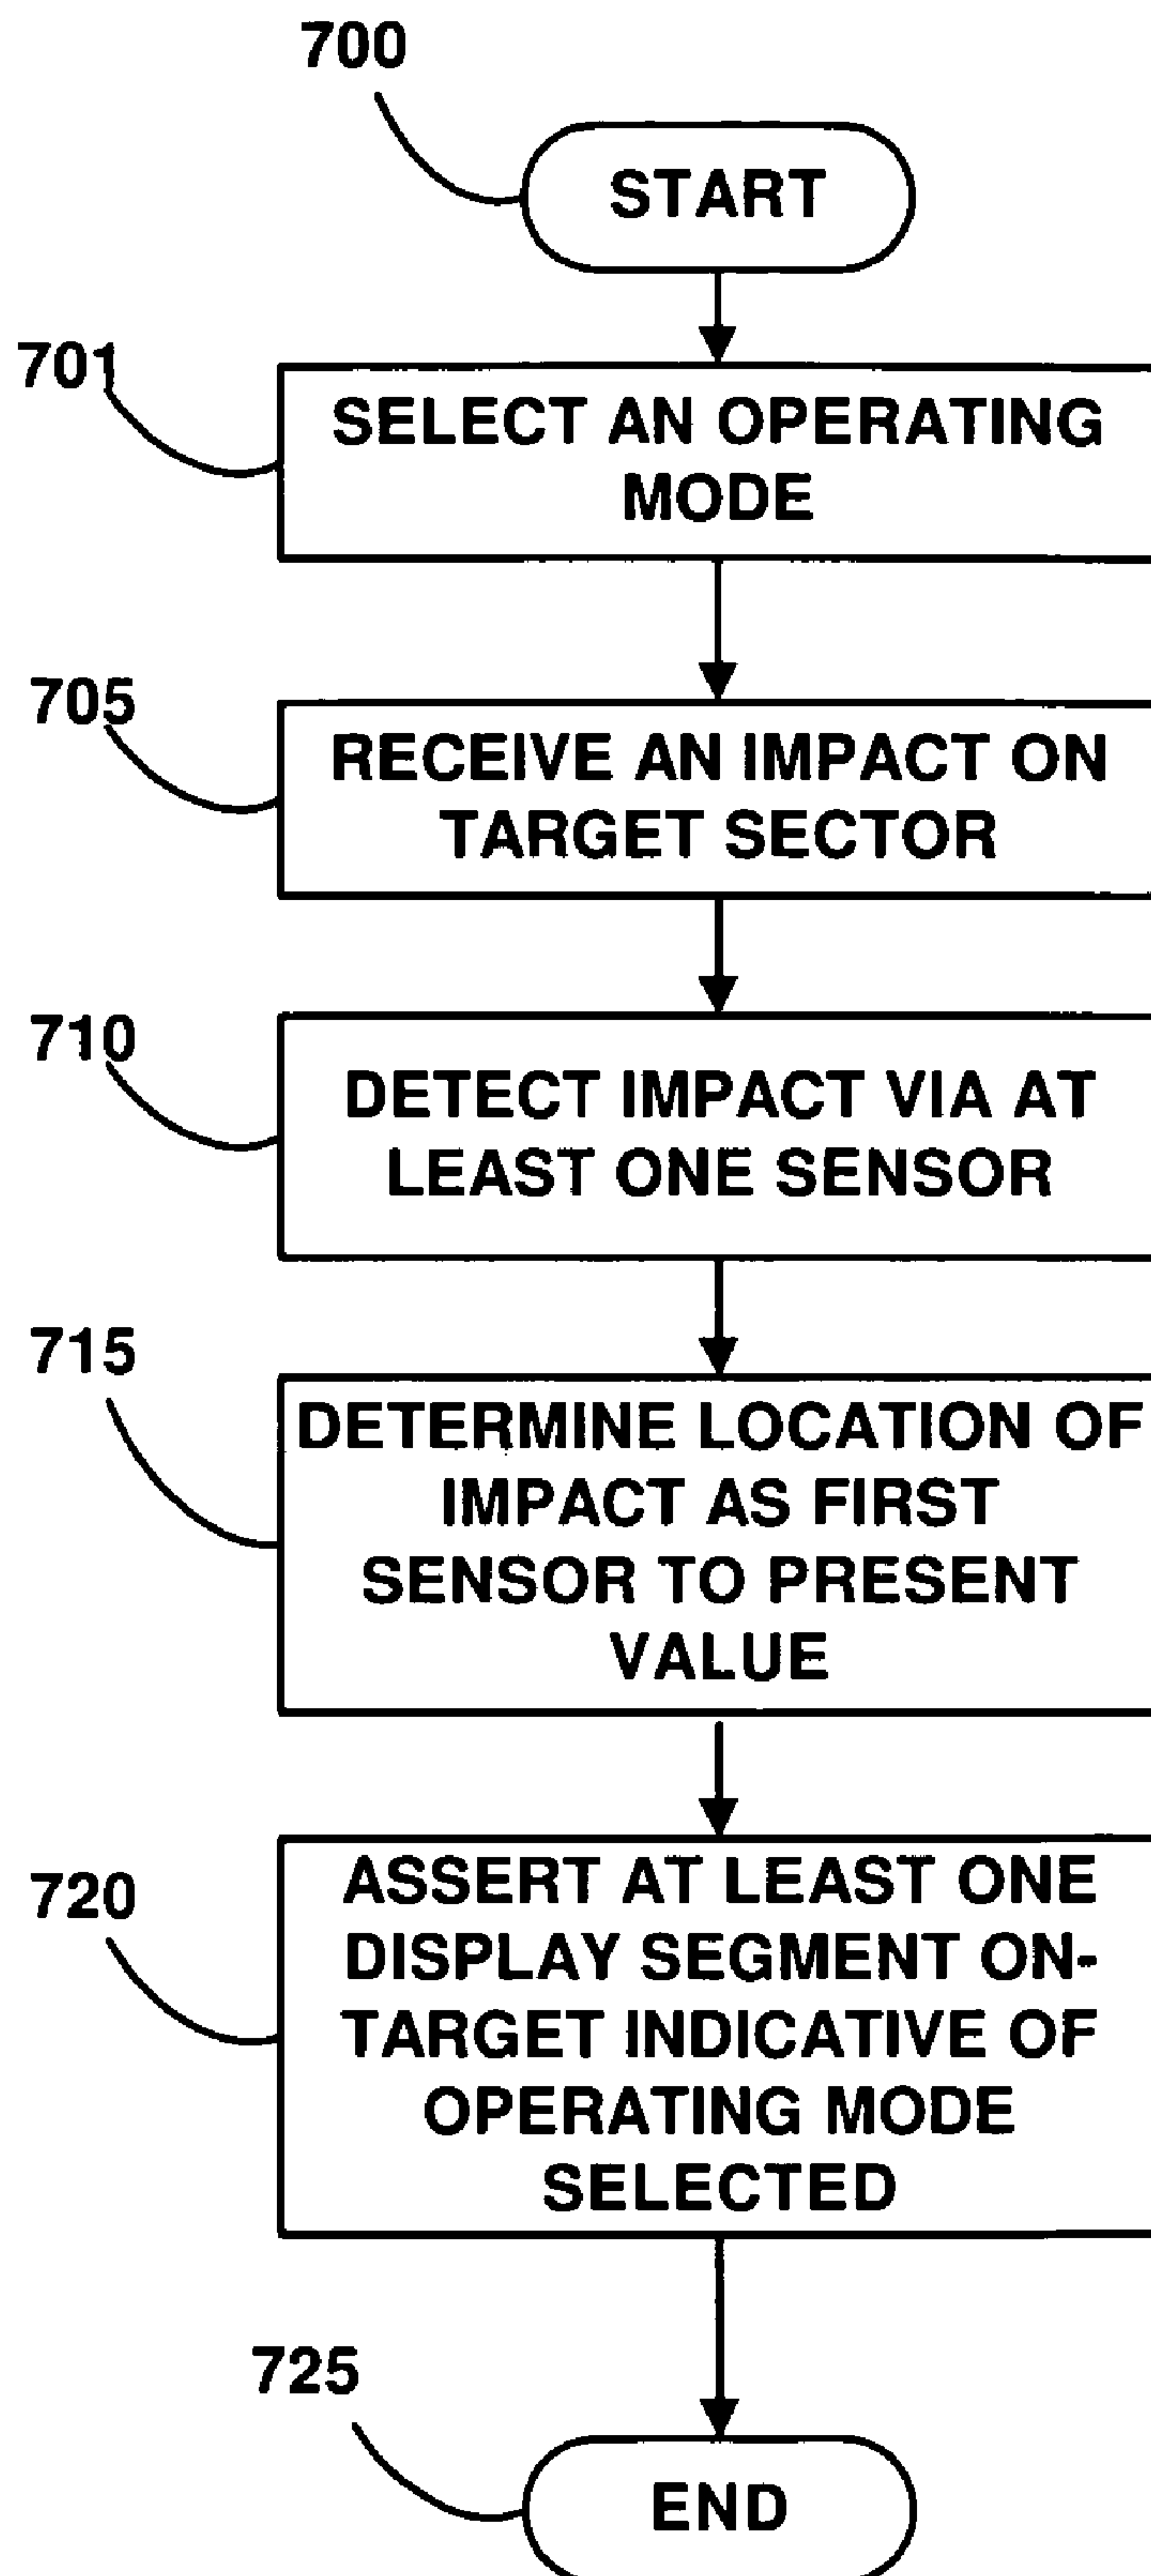 700
START
701
SELECT AN OPERATING
MODE
705
RECEIVE AN IMPACT ON
TARGET SECTOR
710
DETECT IMPACT VIA AT
LEAST ONE SENSOR
715
DETERMINE LOCATION OF
IMPACT AS FIRST
SENSOR TO PRESENT
VALUE
720
ASSERT AT LEAST ONE
DISPLAY SEGMENT ON-
TARGET INDICATIVE OF
OPERATING MODE
SELECTED
725
END